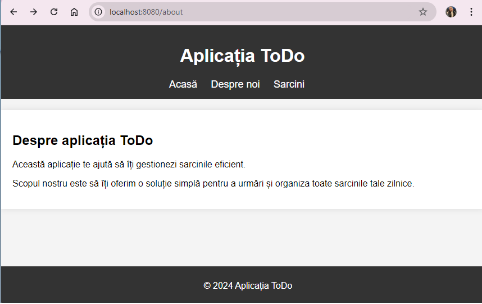 localhost:8080/about
Aplicația ToDo
Acasă Despre noi Sarcini
Despre aplicația ToDo
Această aplicație te ajută să îți gestionezi sarcinile eficient.
Scopul nostru este să îți oferim o soluție simplă pentru a urmări și organiza toate sarcinile tale zilnice.
© 2024 Aplicația ToDo